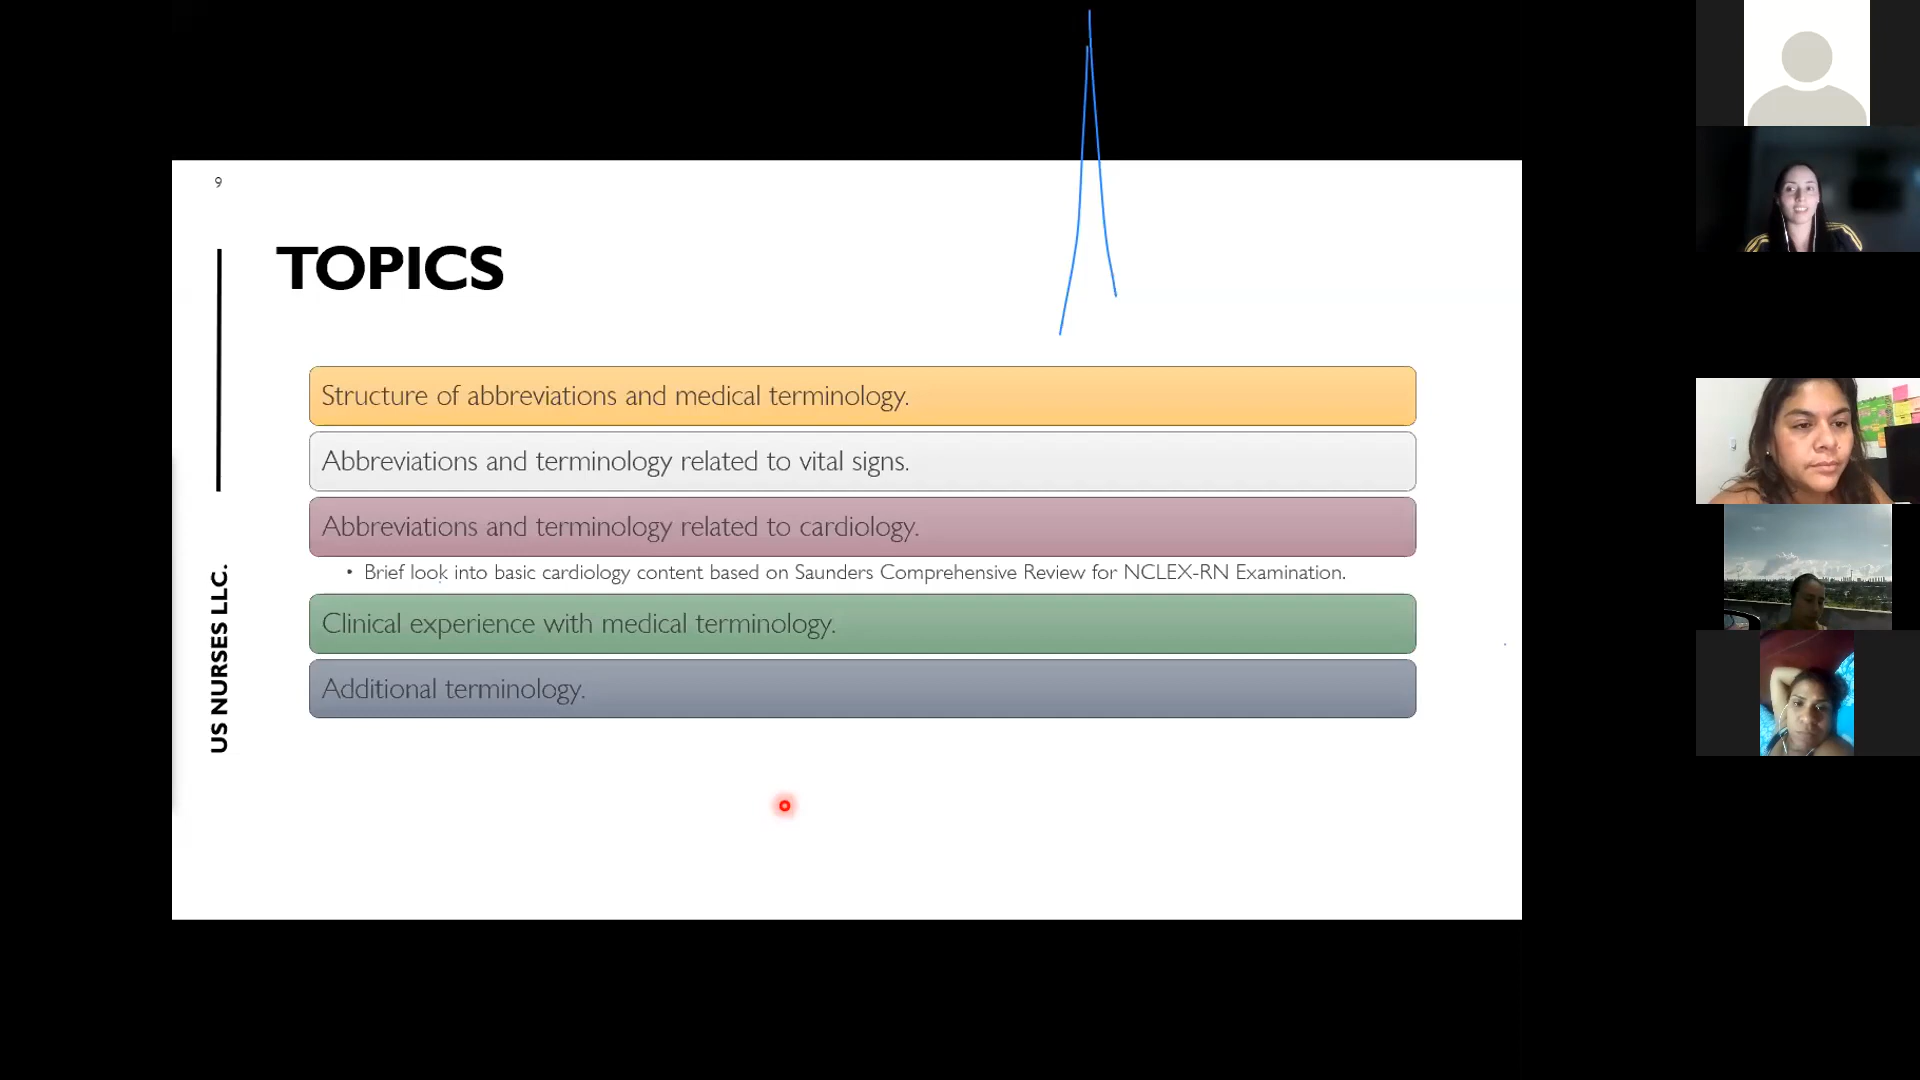 9
TOPICS
Structure of abbreviations and medical terminology.
Abbreviations and terminology related to vital signs.
Abbreviations and terminology related to cardiology.
• Brief look into basic cardiology content based on Saunders Comprehensive Review for NCLEX-RN Examination.
Clinical experience with medical terminology.
Additional terminology.
US NURSES LLC.